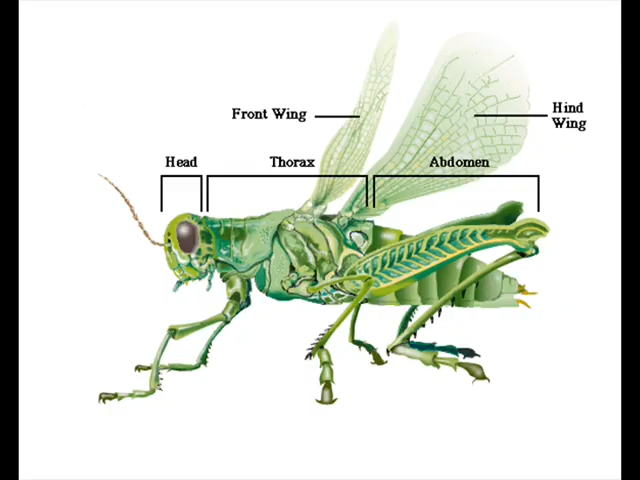 Front Wing
Hind
Wing
Head
Thorax
Abdomen